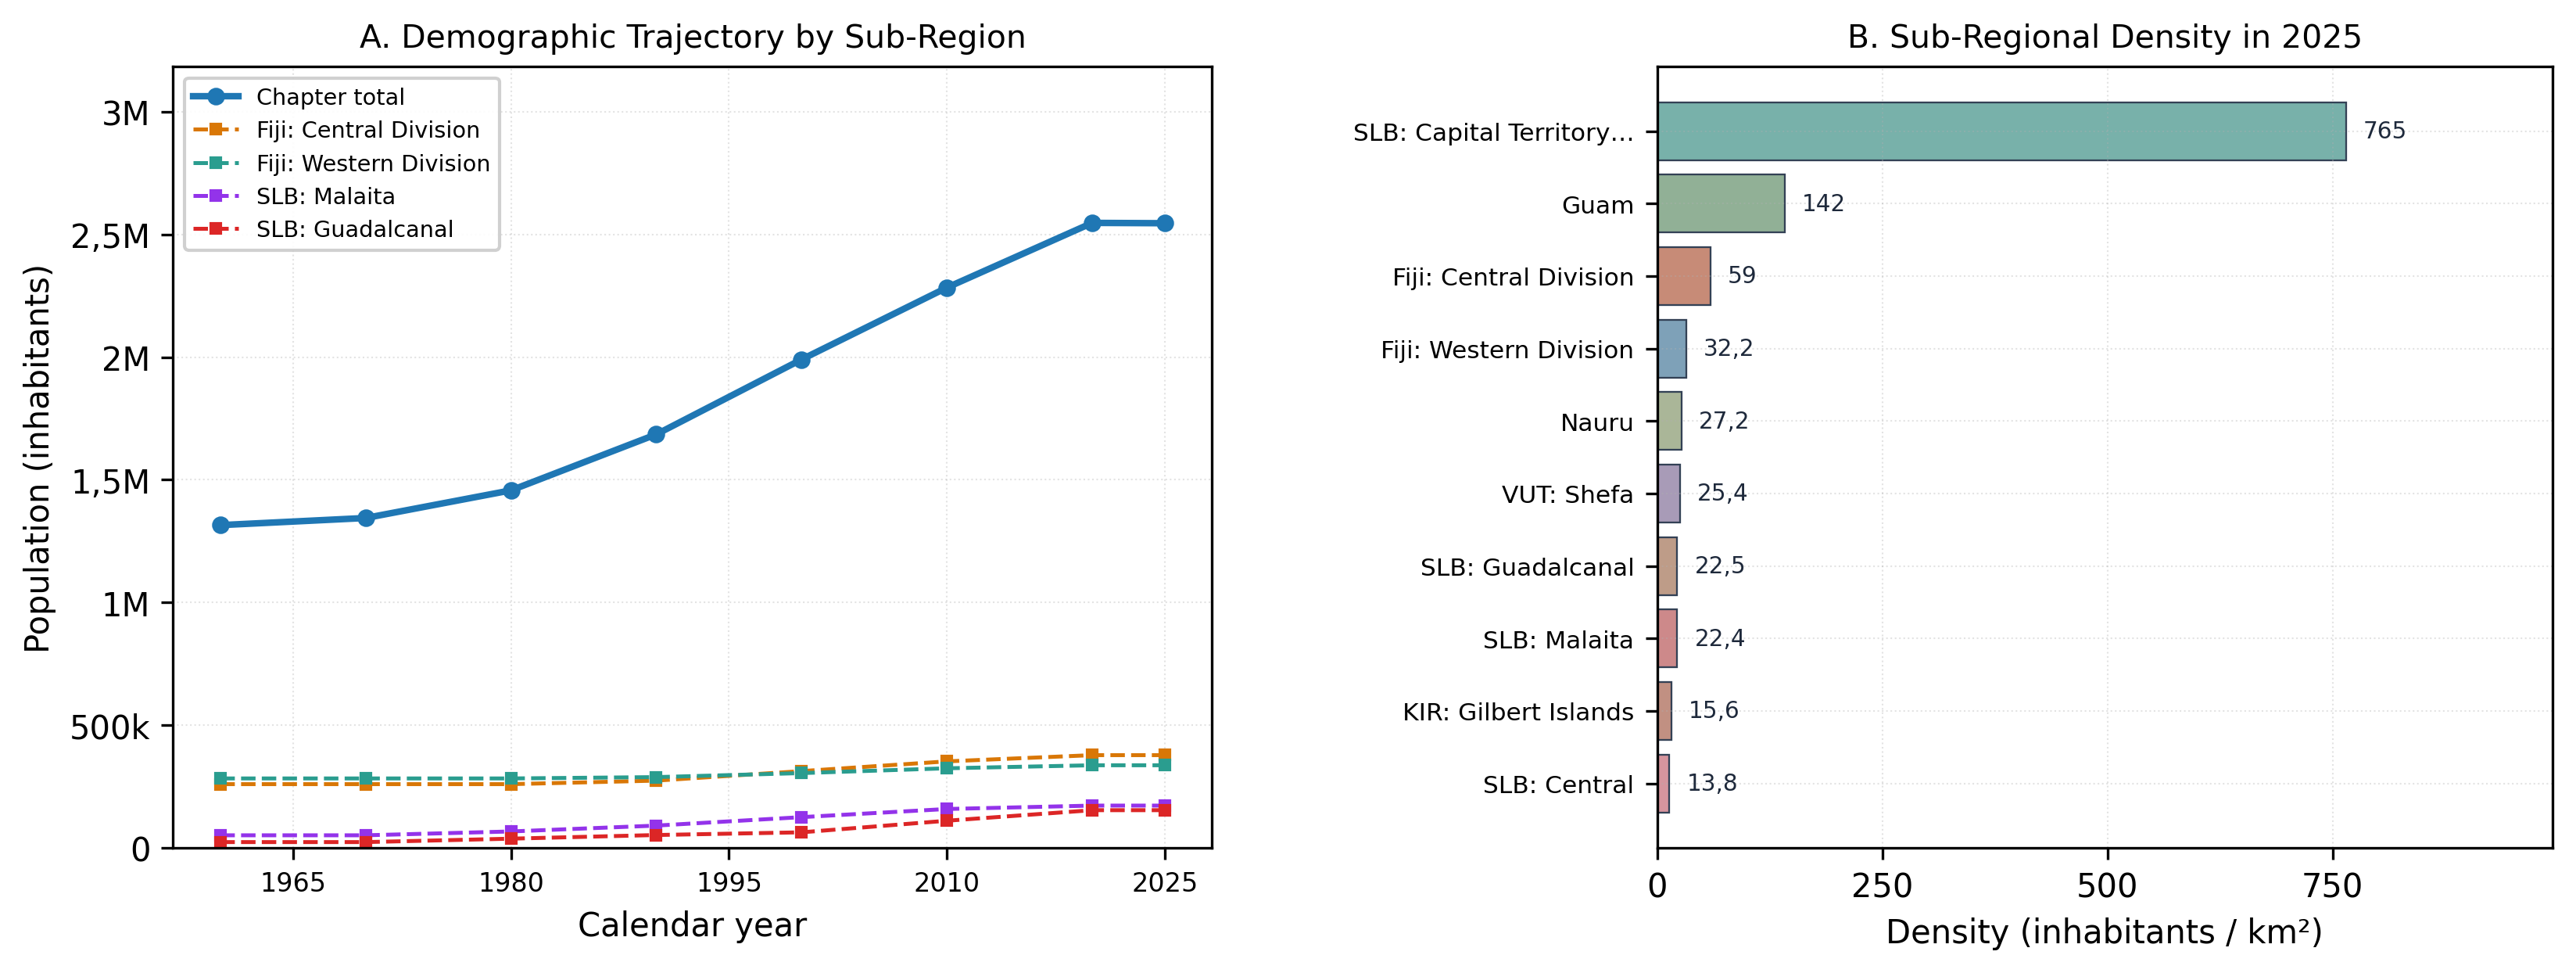 A. Demographic Trajectory by Sub-Region
Chapter total
Fiji: Central Division
Fiji: Western Division
SLB: Malaita
SLB: Guadalcanal
3M
2,5M
2M
1,5M
1M
500k
0
Population (inhabitants)
1965 1980 1995 2010 2025
Calendar year
B. Sub-Regional Density in 2025
SLB: Capital Territory... 765
Guam 142
Fiji: Central Division 59
Fiji: Western Division 32,2
Nauru 27,2
VUT: Shefa 25,4
SLB: Guadalcanal 22,5
SLB: Malaita 22,4
KIR: Gilbert Islands 15,6
SLB: Central 13,8
0 250 500 750
Density (inhabitants / km²)